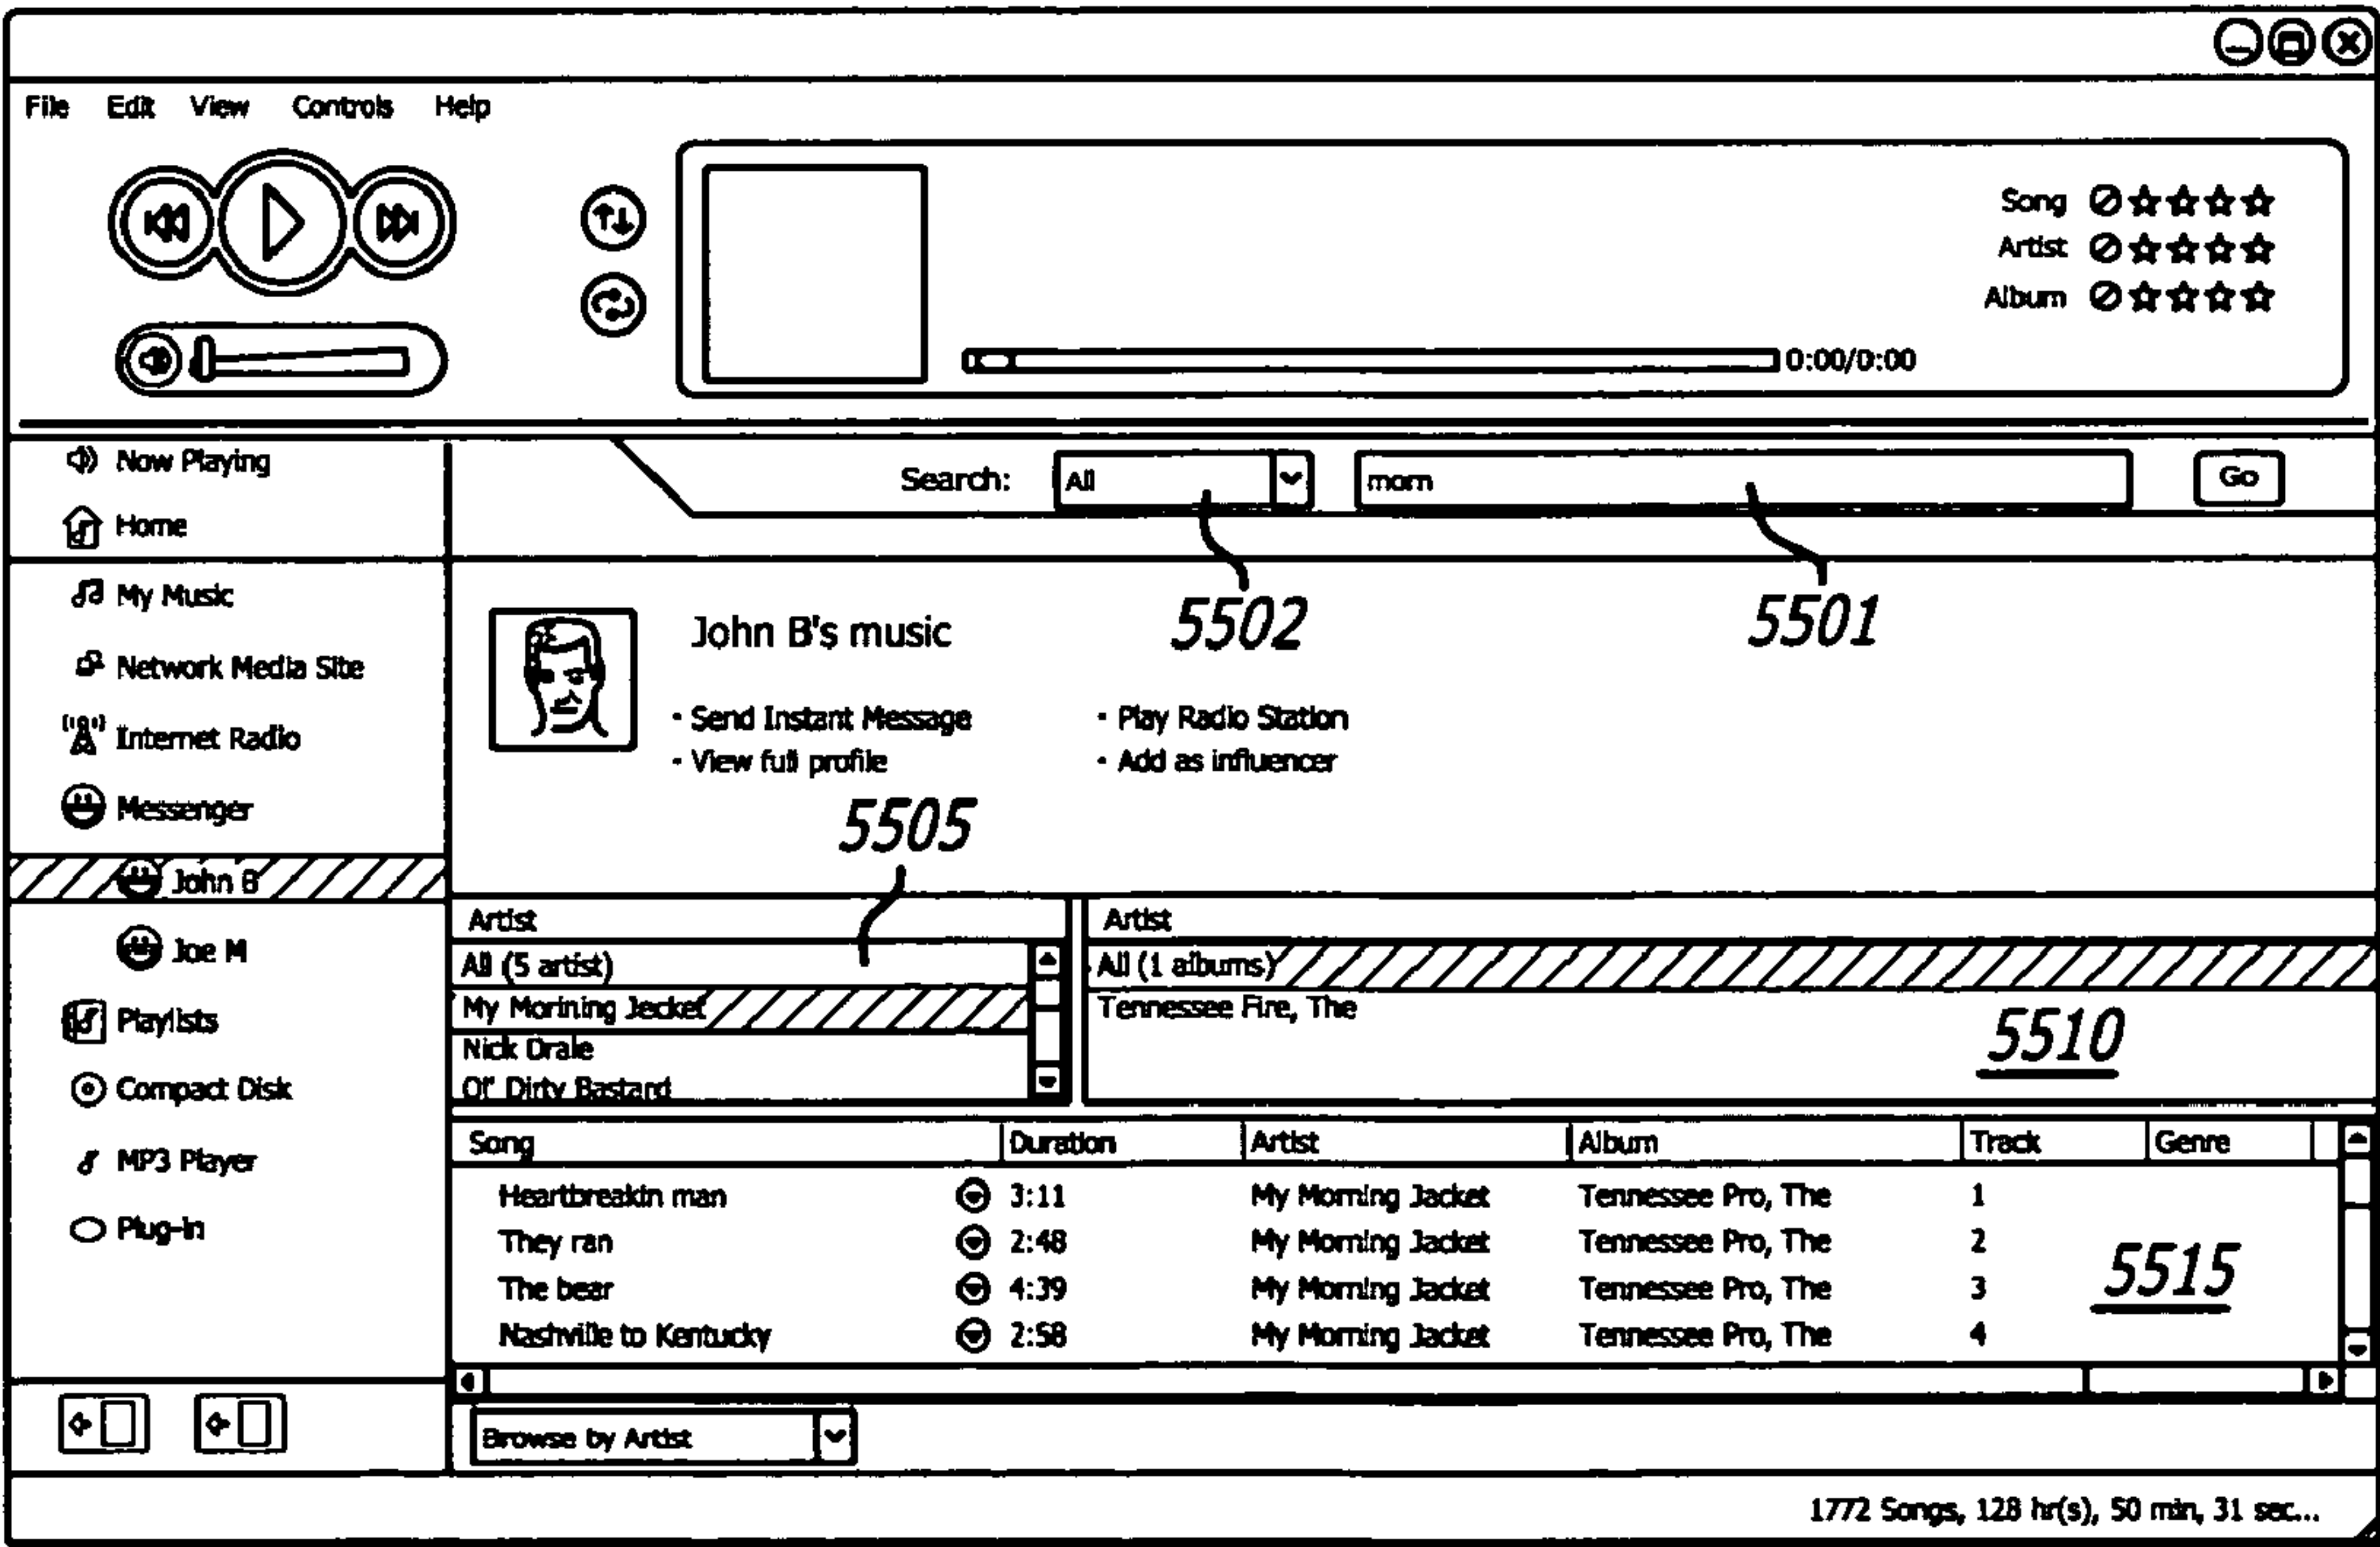 File Edit View Controls Help
Song
Artist
Album
0:00/0:00
Now Playing
Home
Search: All morn Go
5502 5501
My Music
Network Media Site
Internet Radio
Messenger
John B
Joe M
Playlists
Compact Disk
MP3 Player
Plug-in
John B's music
· Send Instant Message · Play Radio Station
· View full profile · Add as influencer
5505
Artist Artist
All (5 artist) All (1 albums)
My Morining Jecket Tennessee Fire, The
Nick Drale
Ol' Dirty Bastard
5510
Song Duration Artist Album Track Genre
Heartbreakin man 3:11 My Morning Jacket Tennessee Pro, The 1
They ran 2:48 My Morning Jacket Tennessee Pro, The 2
The bear 4:39 My Morning Jacket Tennessee Pro, The 3
Nashville to Kentucky 2:58 My Morning Jacket Tennessee Pro, The 4
5515
Browse by Artist
1772 Songs, 128 hr(s), 50 min, 31 sec...